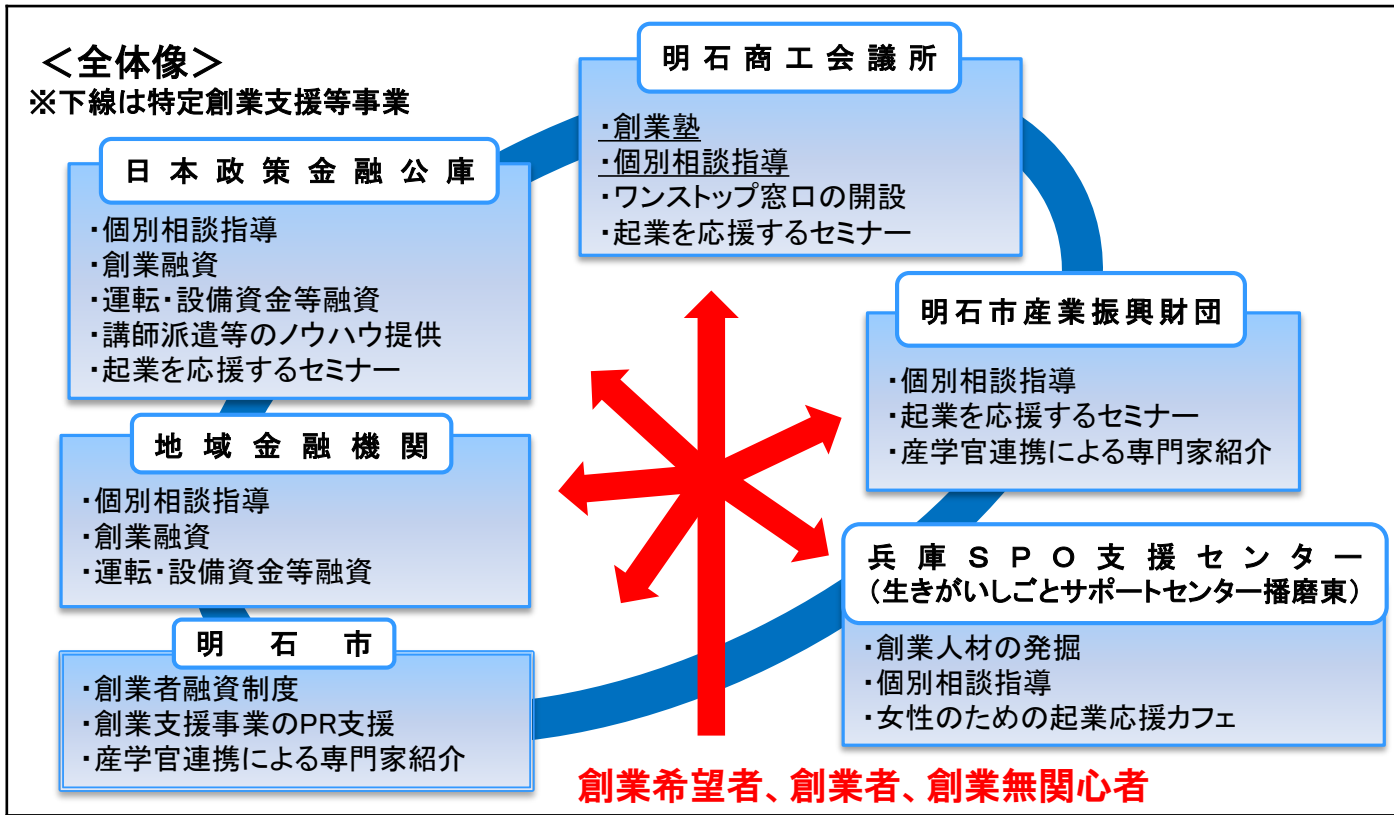 ＜全体像＞
※下線は特定創業支援等事業
明石商工会議所
・創業塾
・個別相談指導
・ワンストップ窓口の開設
・起業を応援するセミナー
日本政策金融公庫
・個別相談指導
・創業融資
・運転・設備資金等融資
・講師派遣等のノウハウ提供
・起業を応援するセミナー
明石市産業振興財団
・個別相談指導
・起業を応援するセミナー
・産学官連携による専門家紹介
地域金融機関
・個別相談指導
・創業融資
・運転・設備資金等融資
兵庫ＳＰＯ支援センター
（生きがいしごとサポートセンター播磨東）
・創業人材の発掘
・個別相談指導
・女性のための起業応援カフェ
明石市
・創業者融資制度
・創業支援事業のPR支援
・産学官連携による専門家紹介
創業希望者、創業者、創業無関心者